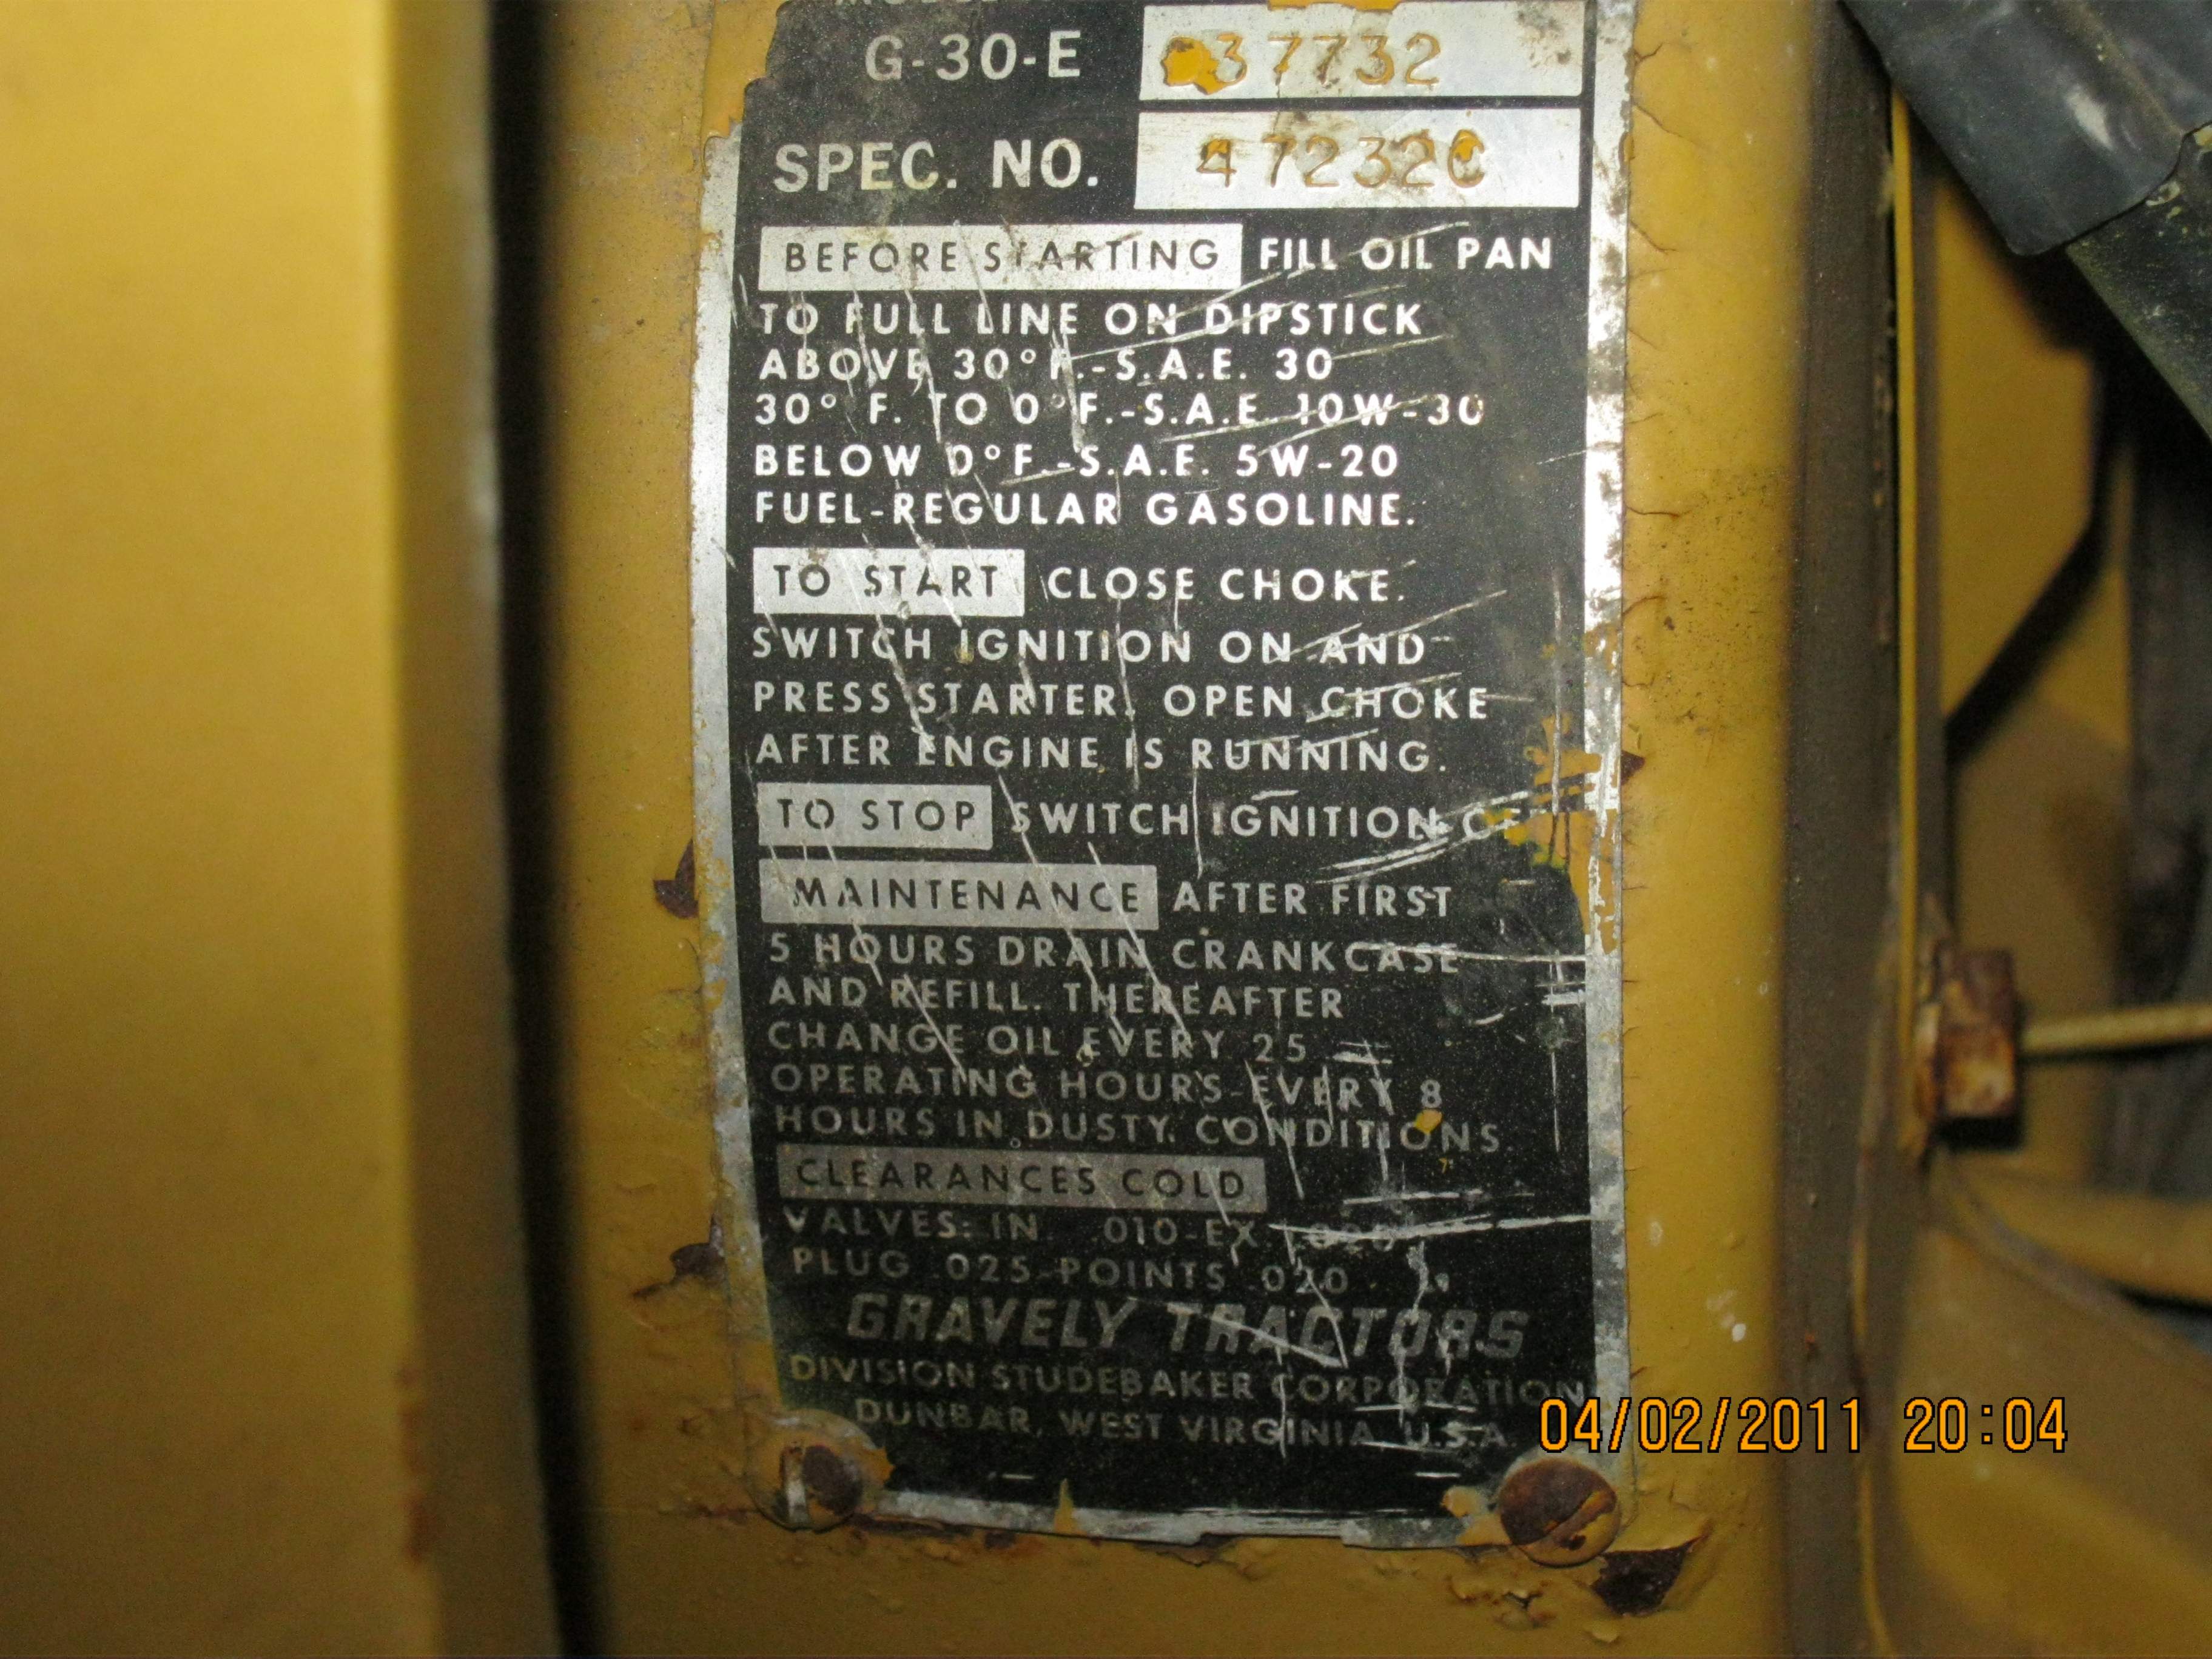 G-30-E 37732
SPEC. NO. 47232C
BEFORE STARTING FILL OIL PAN
TO FULL LINE ON DIPSTICK
ABOVE 30° F.-S.A.E. 30
30° F. TO 0° F.-S.A.E. 10W-30
BELOW 0° F.-S.A.E. 5W-20
FUEL-REGULAR GASOLINE.
TO START CLOSE CHOKE.
SWITCH IGNITION ON AND
PRESS STARTER. OPEN CHOKE
AFTER ENGINE IS RUNNING.
TO STOP SWITCH IGNITION
MAINTENANCE AFTER FIRST
5 HOURS DRAIN CRANKCASE
AND REFILL. THEREAFTER
CHANGE OIL EVERY 25
OPERATING HOURS-EVERY 8
HOURS IN DUSTY CONDITIONS.
CLEARANCES COLD
VALVES: IN .010-EX .020
PLUG .025-POINTS .020
GRAVELY TRACTORS
DIVISION STUDEBAKER CORPORATION
DUNBAR, WEST VIRGINIA, U.S.A.
04/02/2011 20:04